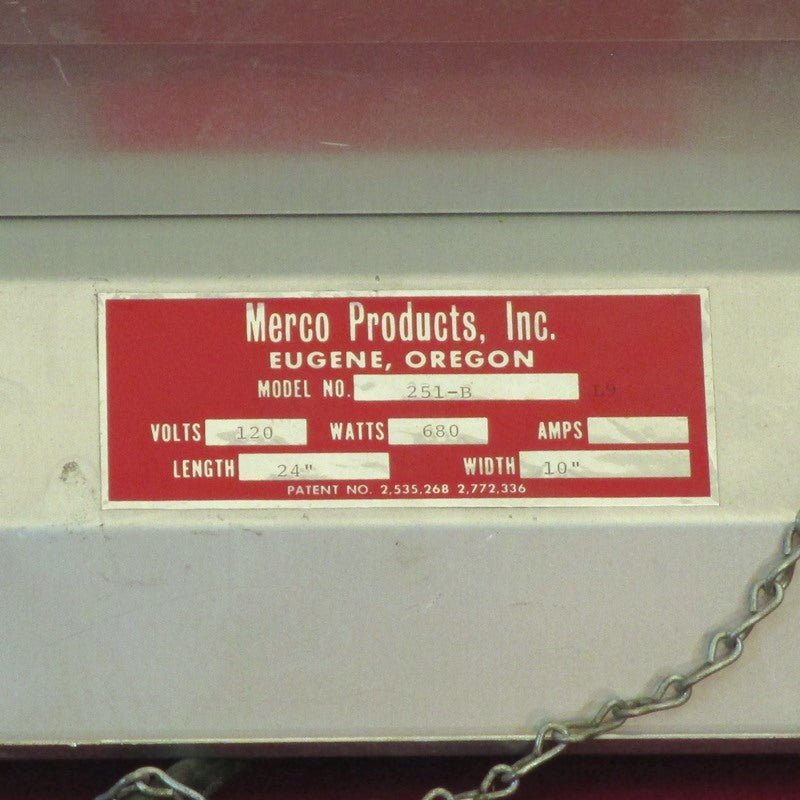 Merco Products, Inc.
EUGENE, OREGON
MODEL NO. 251-B L9
VOLTS 120 WATTS 680 AMPS
LENGTH 24" WIDTH 10"
PATENT NO. 2,535,268 2,772,336